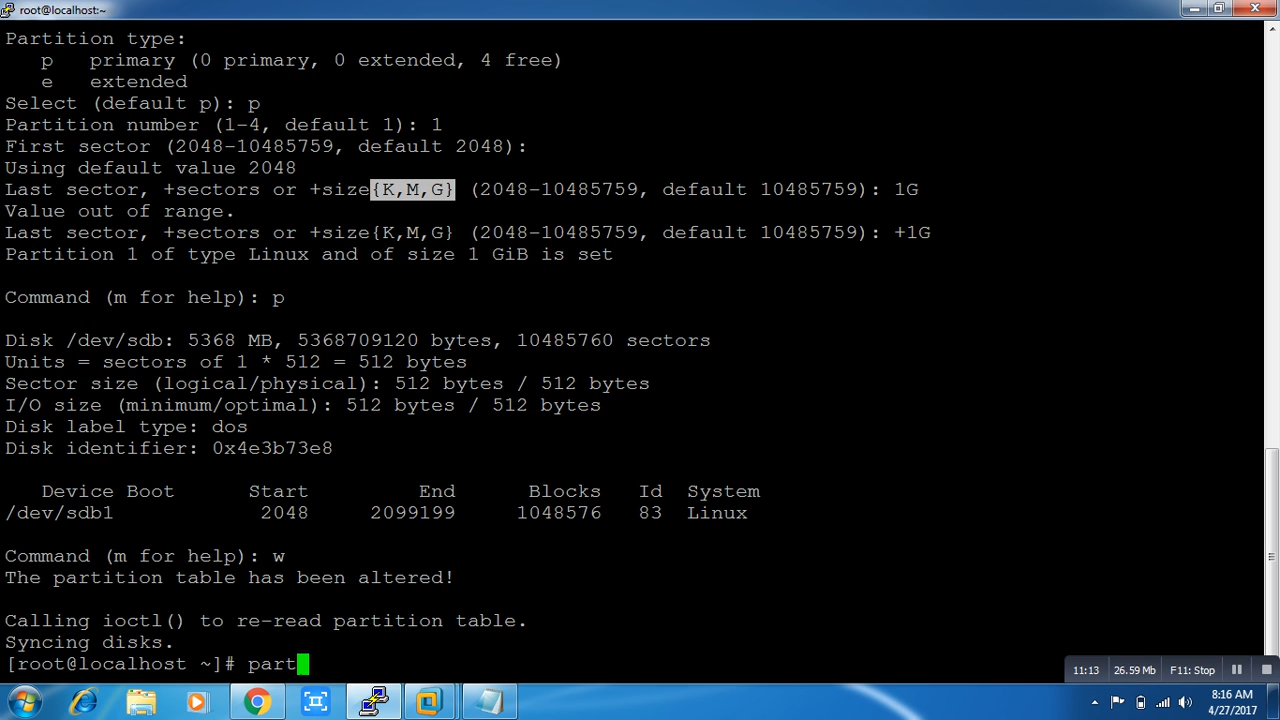 root@localhost:~
Partition type:
   p   primary (0 primary, 0 extended, 4 free)
   e   extended
Select (default p): p
Partition number (1-4, default 1): 1
First sector (2048-10485759, default 2048):
Using default value 2048
Last sector, +sectors or +size{K,M,G} (2048-10485759, default 10485759): 1G
Value out of range.
Last sector, +sectors or +size{K,M,G} (2048-10485759, default 10485759): +1G
Partition 1 of type Linux and of size 1 GiB is set
Command (m for help): p
Disk /dev/sdb: 5368 MB, 5368709120 bytes, 10485760 sectors
Units = sectors of 1 * 512 = 512 bytes
Sector size (logical/physical): 512 bytes / 512 bytes
I/O size (minimum/optimal): 512 bytes / 512 bytes
Disk label type: dos
Disk identifier: 0x4e3b73e8
   Device Boot      Start         End      Blocks   Id  System
/dev/sdb1            2048     2099199     1048576   83  Linux
Command (m for help): w
The partition table has been altered!
Calling ioctl() to re-read partition table.
Syncing disks.
[root@localhost ~]# part
11:13 26.59 MB F11: Stop
8:16 AM
4/27/2017